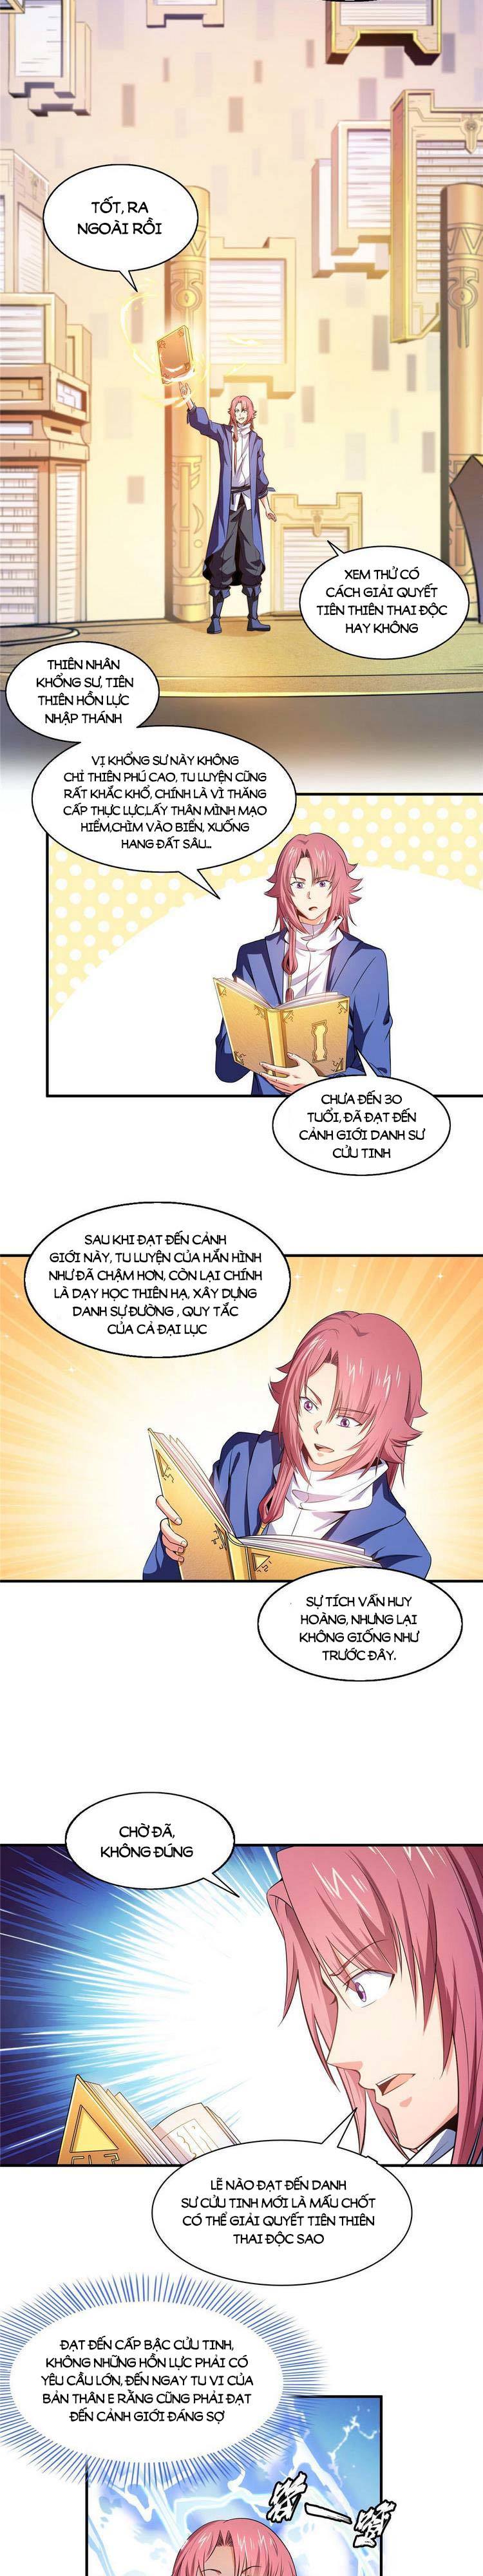 TỐT, RA
NGOÀI RỒI
XEM THỬ CÓ
CÁCH GIẢI QUYẾT
TIÊN THIÊN THAI ĐỘC
HAY KHÔNG
THIÊN NHÂN
KHỔNG SƯ, TIÊN
THIÊN HỒN LỰC
NHẬP THÁNH
VỊ KHỔNG SƯ NÀY KHÔNG
CHỈ THIÊN PHÚ CAO, TU LUYỆN CŨNG
RẤT KHẮC KHỔ, CHÍNH LÀ VÌ THĂNG
CẤP THỰC LỰC,LẤY THÂN MÌNH MẠO
HIỂM,CHÌM VÀO BIỂN, XUỐNG
HANG ĐẤT SÂU..
CHƯA ĐẾN 30
TUỔI, ĐÃ ĐẠT ĐẾN
CẢNH GIỚI DANH SƯ
CỬU TINH
SAU KHI ĐẠT ĐẾN CẢNH
GIỚI NÀY, TU LUYỆN CỦA HẮN HÌNH
NHƯ ĐÃ CHẬM HƠN, CÒN LẠI CHÍNH
LÀ DẠY HỌC THIÊN HẠ, XÂY DỰNG
DANH SƯ ĐƯỜNG , QUY TẮC
CỦA CẢ ĐẠI LỤC
SỰ TÍCH VẪN HUY
HOÀNG, NHƯNG LẠI
KHÔNG GIỐNG NHƯ
TRƯỚC ĐÂY.
CHỜ ĐÃ,
KHÔNG ĐÚNG
LẼ NÀO ĐẠT ĐẾN DANH
SƯ CỬU TINH MỚI LÀ MẤU CHỐT
CÓ THỂ GIẢI QUYẾT TIÊN THIÊN
THAI ĐỘC SAO
ĐẠT ĐẾN CẤP BẬC CỬU TINH,
KHÔNG NHỮNG HỒN LỰC PHẢI CÓ
YÊU CẦU LỚN, ĐẾN NGAY TU VI CỦA
BẢN THÂN E RẰNG CŨNG PHẢI ĐẠT
ĐẾN CẢNH GIỚI ĐÁNG SỢ